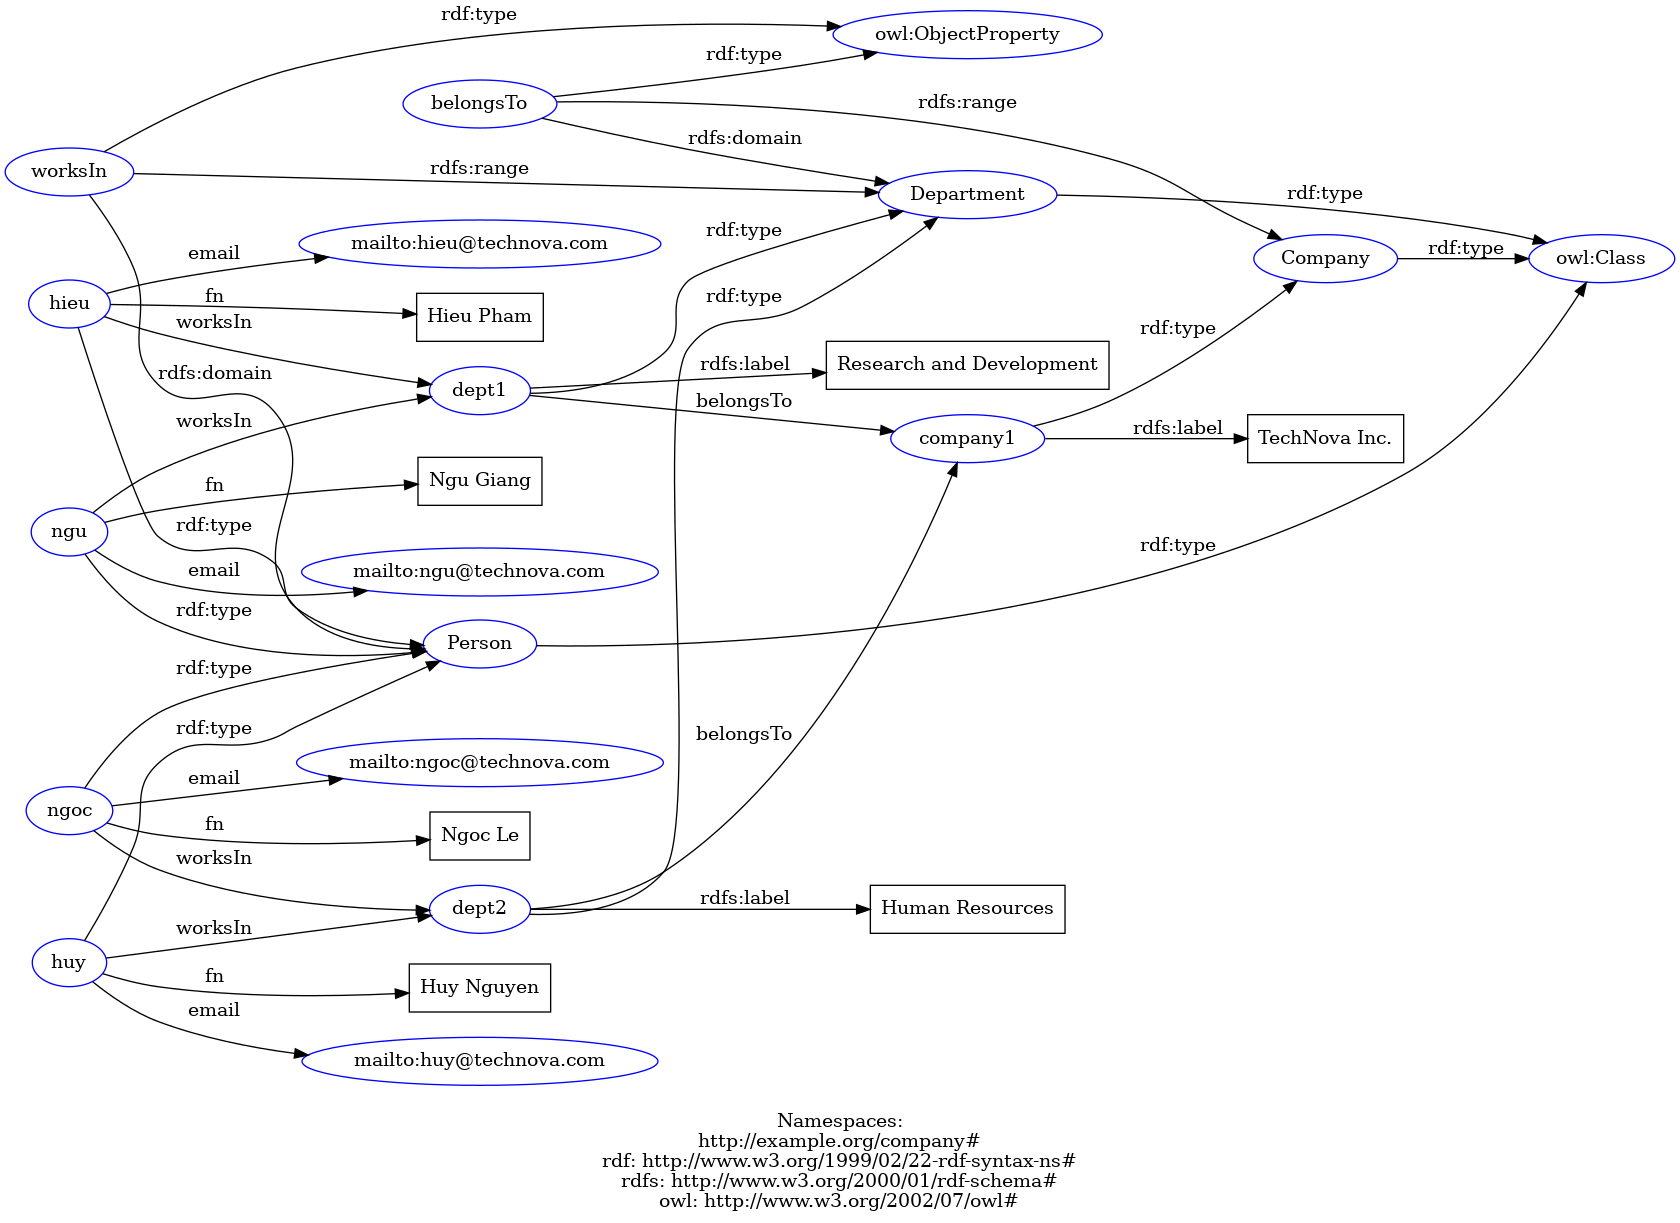 rdf:type
owl:ObjectProperty
rdf:type
belongsTo
rdfs:range
rdfs:domain
worksIn
rdfs:range
Department
rdf:type
rdf:type
mailto:hieu@technova.com
email
Company
rdf:type
owl:Class
hieu
fn
Hieu Pham
rdf:type
worksIn
rdf:type
rdfs:domain
rdfs:label
Research and Development
dept1
belongsTo
worksIn
company1
rdfs:label
TechNova Inc.
fn
Ngu Giang
ngu
rdf:type
rdf:type
email
mailto:ngu@technova.com
rdf:type
Person
rdf:type
rdf:type
belongsTo
mailto:ngoc@technova.com
email
ngoc
fn
Ngoc Le
worksIn
dept2
rdfs:label
Human Resources
worksIn
huy
fn
Huy Nguyen
email
mailto:huy@technova.com
Namespaces:
http://example.org/company#
rdf: http://www.w3.org/1999/02/22-rdf-syntax-ns#
rdfs: http://www.w3.org/2000/01/rdf-schema#
owl: http://www.w3.org/2002/07/owl#